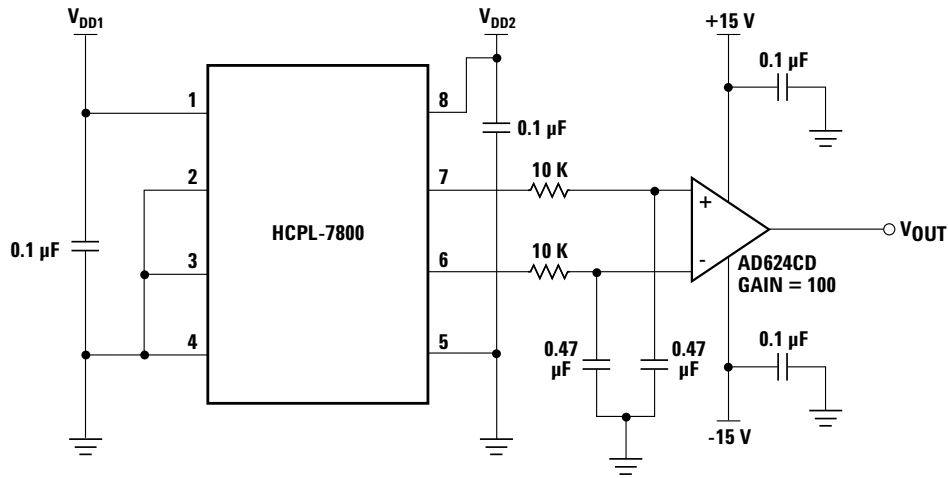 VDD1
VDD2
+15 V
0.1 µF
1
8
0.1 µF
2
7
10 K
+
HCPL-7800
VOUT
0.1 µF
3
6
10 K
-
AD624CD
GAIN = 100
4
5
0.47
µF
0.47
µF
0.1 µF
-15 V